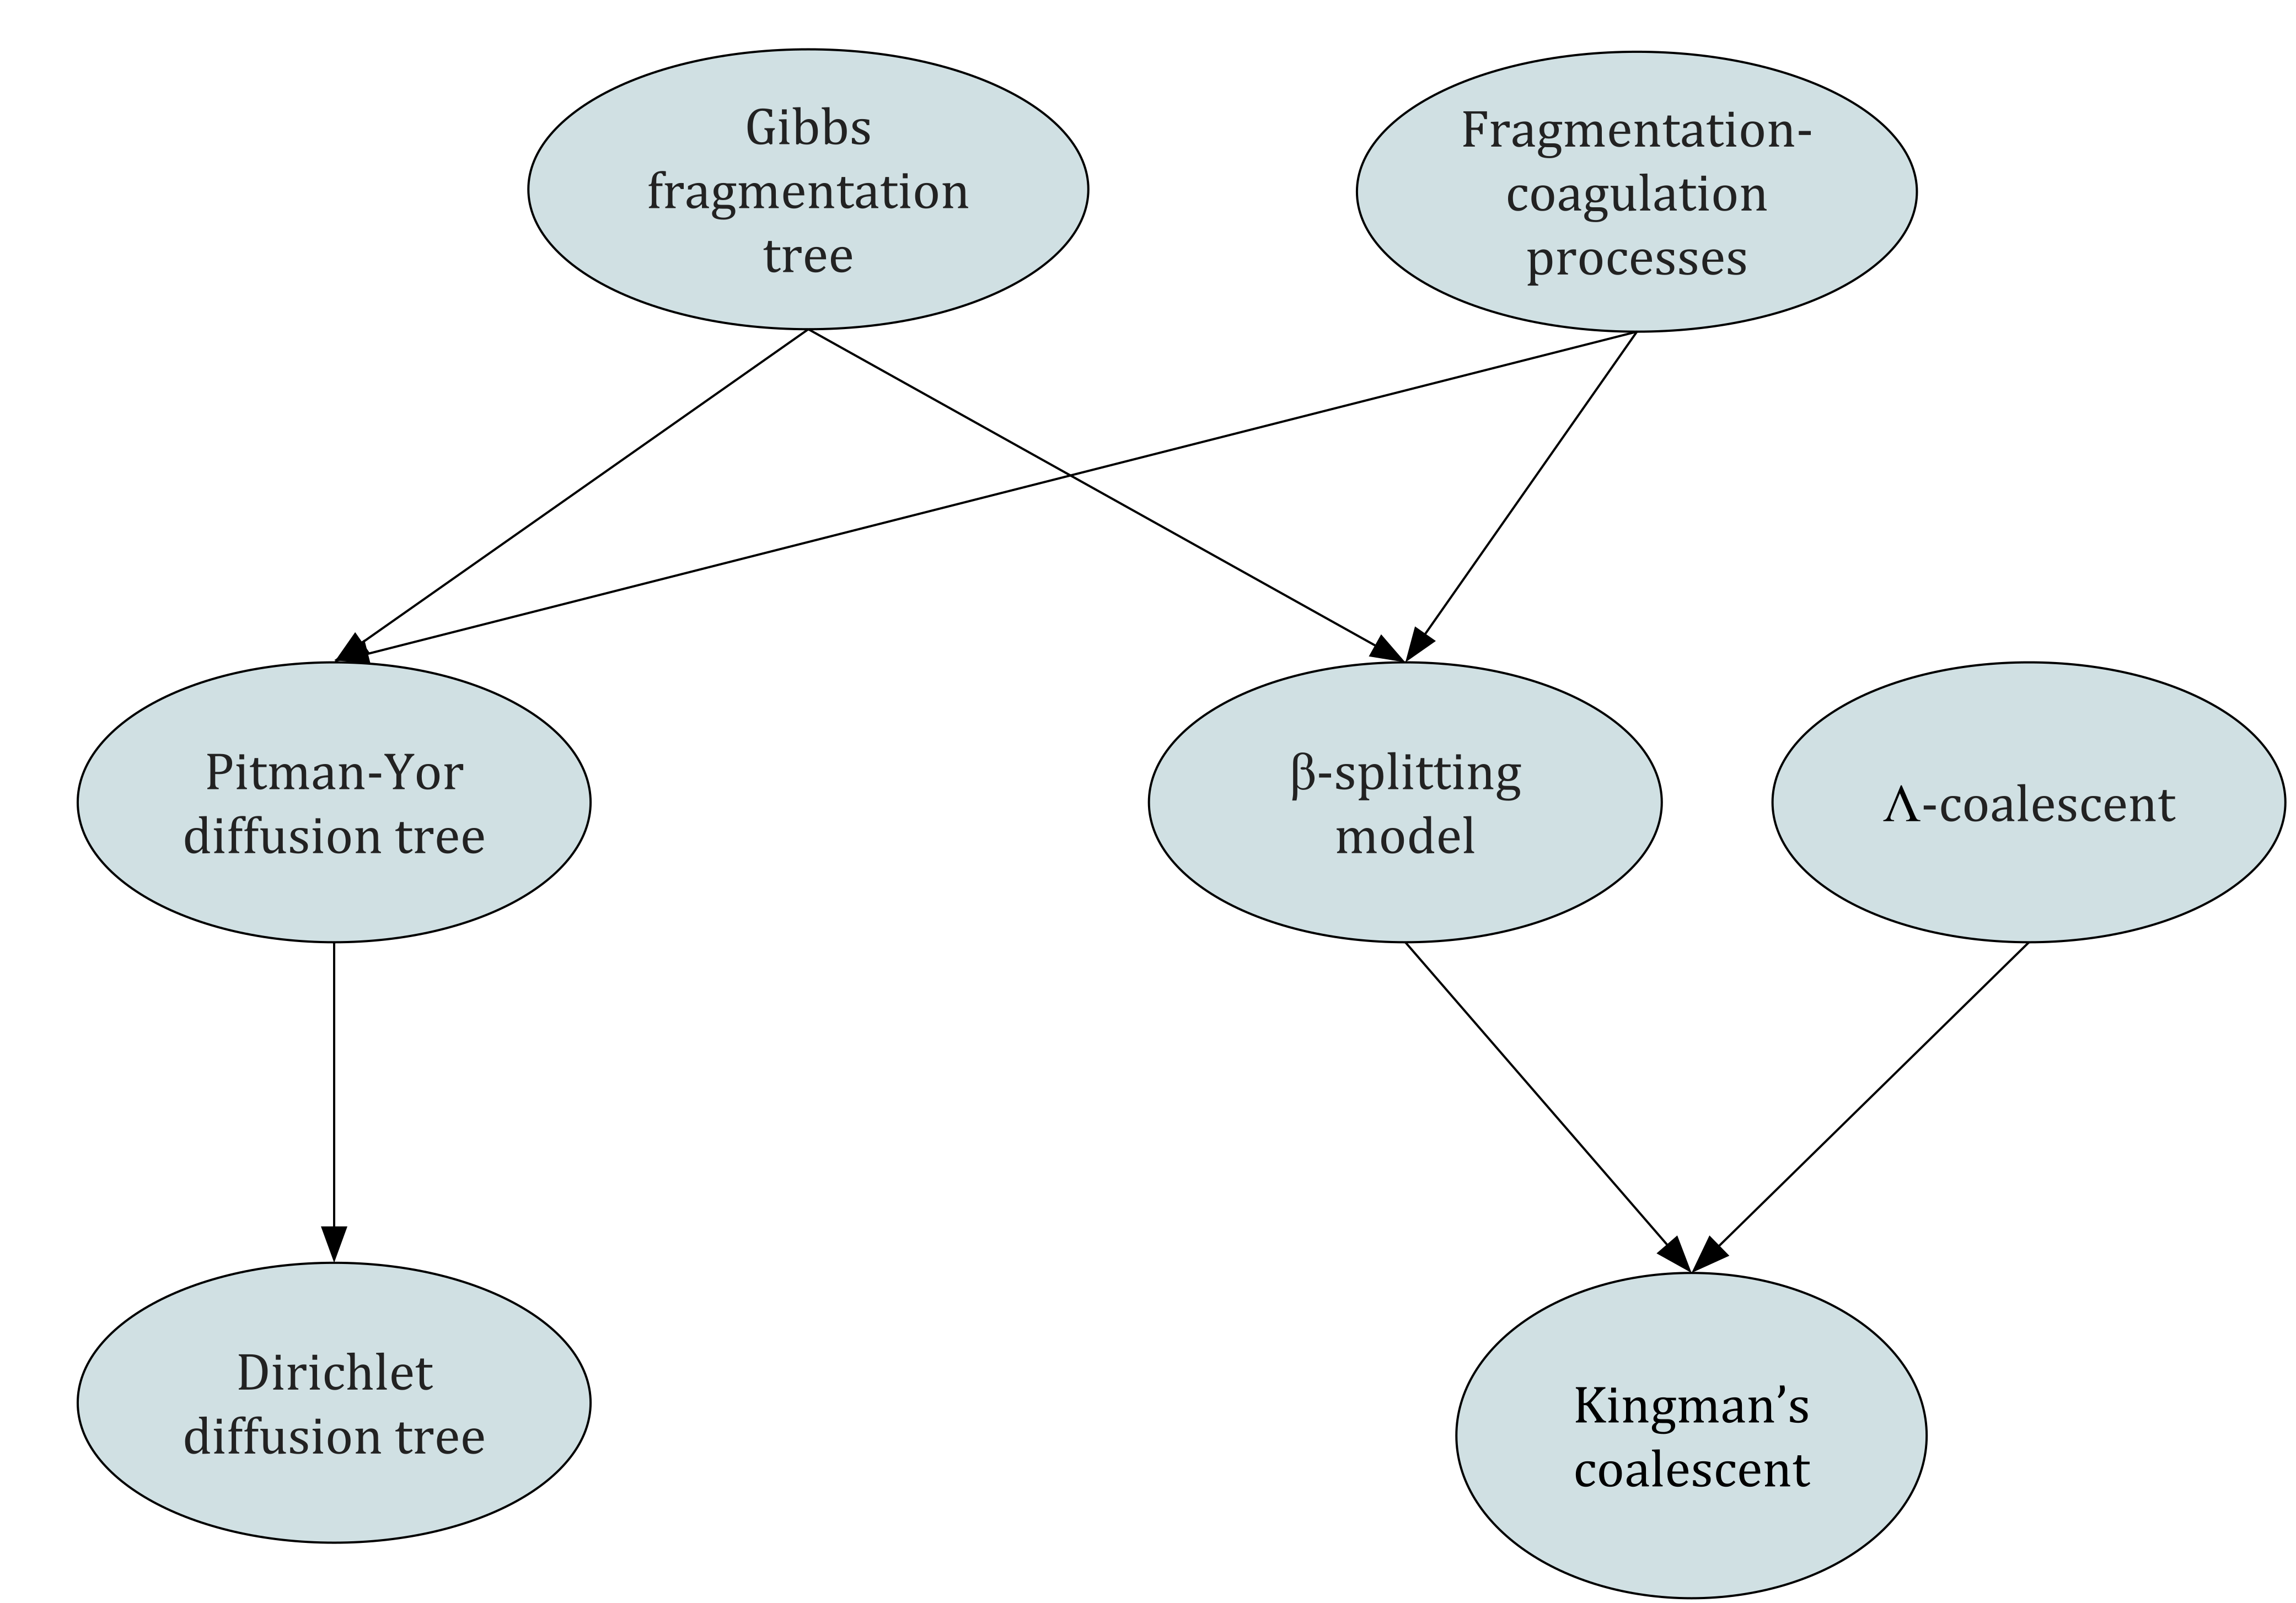 Gibbs
fragmentation
tree
Fragmentation-
coagulation
processes
Pitman-Yor
diffusion tree
β-splitting
model
Λ-coalescent
Dirichlet
diffusion tree
Kingman’s
coalescent